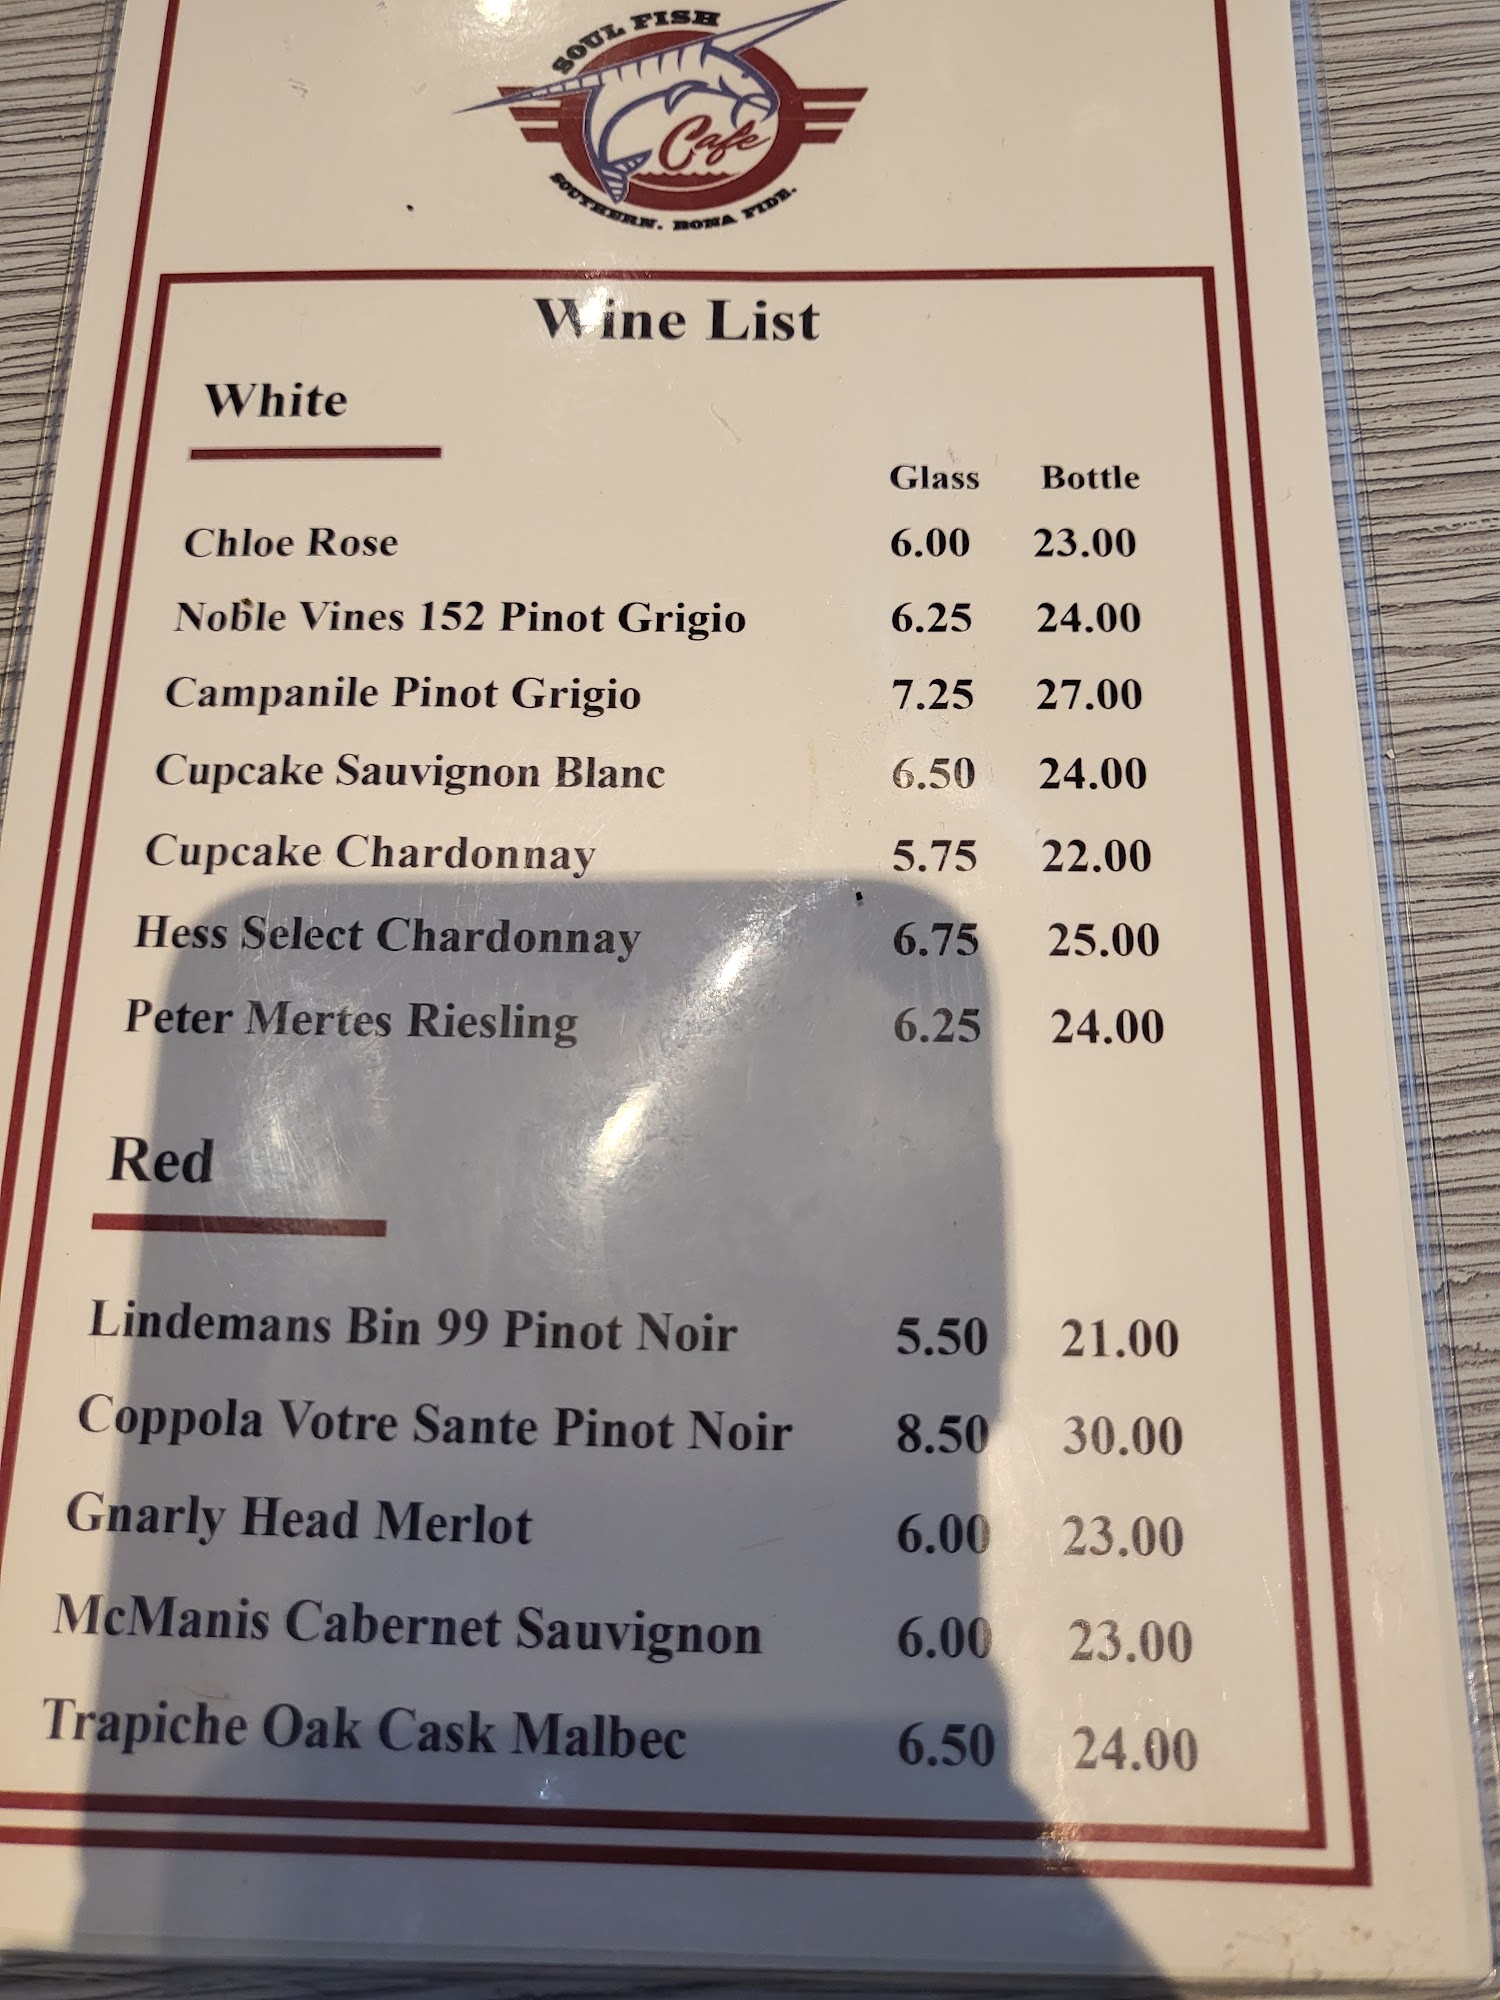 SOUL FISH
Cafe
SOUTHERN. BONA FIDE.
Wine List
White
Glass Bottle
Chloe Rose 6.00 23.00
Noble Vines 152 Pinot Grigio 6.25 24.00
Campanile Pinot Grigio 7.25 27.00
Cupcake Sauvignon Blanc 6.50 24.00
Cupcake Chardonnay 5.75 22.00
Hess Select Chardonnay 6.75 25.00
Peter Mertes Riesling 6.25 24.00
Red
Lindemans Bin 99 Pinot Noir 5.50 21.00
Coppola Votre Sante Pinot Noir 8.50 30.00
Gnarly Head Merlot 6.00 23.00
McManis Cabernet Sauvignon 6.00 23.00
Trapiche Oak Cask Malbec 6.50 24.00